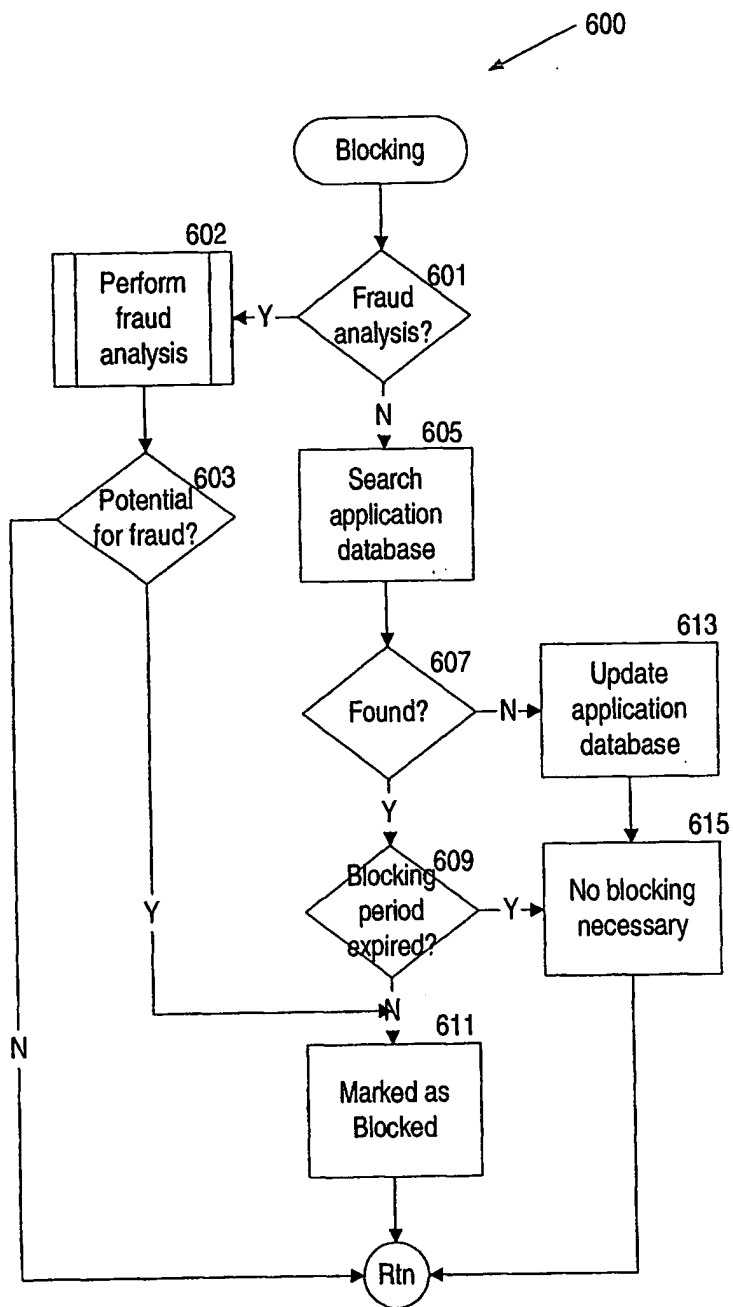 600
Blocking
602
Perform
fraud
analysis
601
Fraud
analysis?
Y
N
603
Potential
for fraud?
605
Search
application
database
607
Found?
N
613
Update
application
database
Y
609
Blocking
period
expired?
Y
615
No blocking
necessary
Y
N
N
611
Marked as
Blocked
Rtn